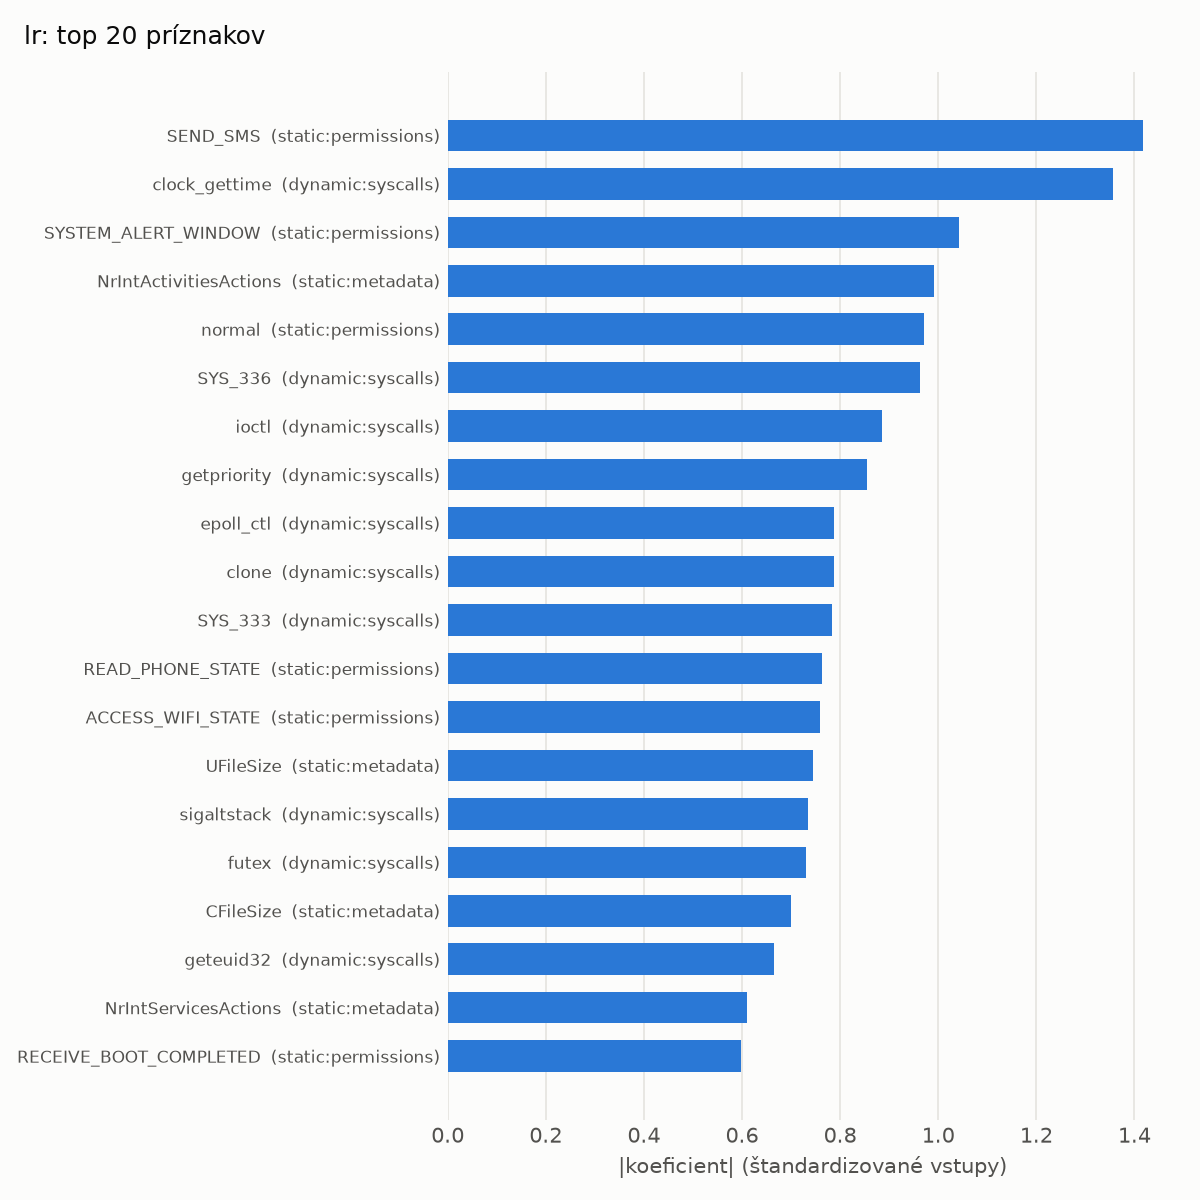 lr: top 20 príznakov
SEND_SMS (static:permissions)
clock_gettime (dynamic:syscalls)
SYSTEM_ALERT_WINDOW (static:permissions)
NrIntActivitiesActions (static:metadata)
normal (static:permissions)
SYS_336 (dynamic:syscalls)
ioctl (dynamic:syscalls)
getpriority (dynamic:syscalls)
epoll_ctl (dynamic:syscalls)
clone (dynamic:syscalls)
SYS_333 (dynamic:syscalls)
READ_PHONE_STATE (static:permissions)
ACCESS_WIFI_STATE (static:permissions)
UFileSize (static:metadata)
sigaltstack (dynamic:syscalls)
futex (dynamic:syscalls)
CFileSize (static:metadata)
geteuid32 (dynamic:syscalls)
NrIntServicesActions (static:metadata)
RECEIVE_BOOT_COMPLETED (static:permissions)
0.0 0.2 0.4 0.6 0.8 1.0 1.2 1.4
|koeficient| (štandardizované vstupy)